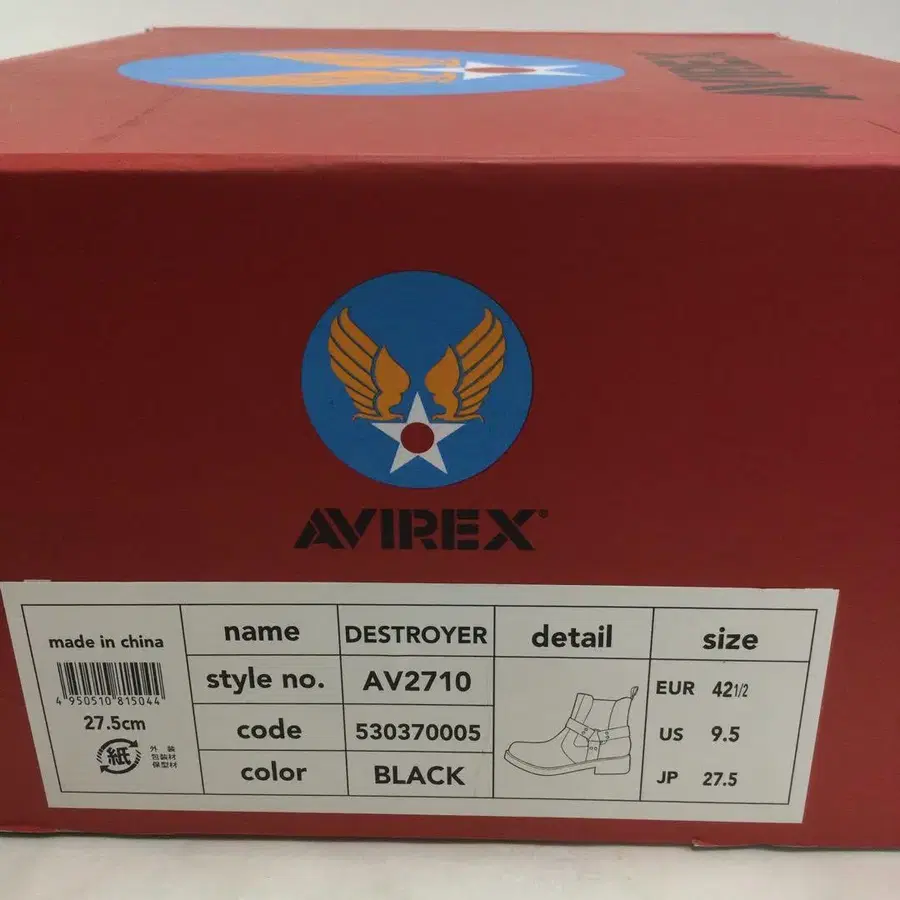 AVIREX
AVIREX®
made in china
4 950510 815044
27.5cm
紙
外装
包装材
保型材
name DESTROYER
style no. AV2710
code 530370005
color BLACK
detail
size
EUR 42 1/2
US 9.5
JP 27.5